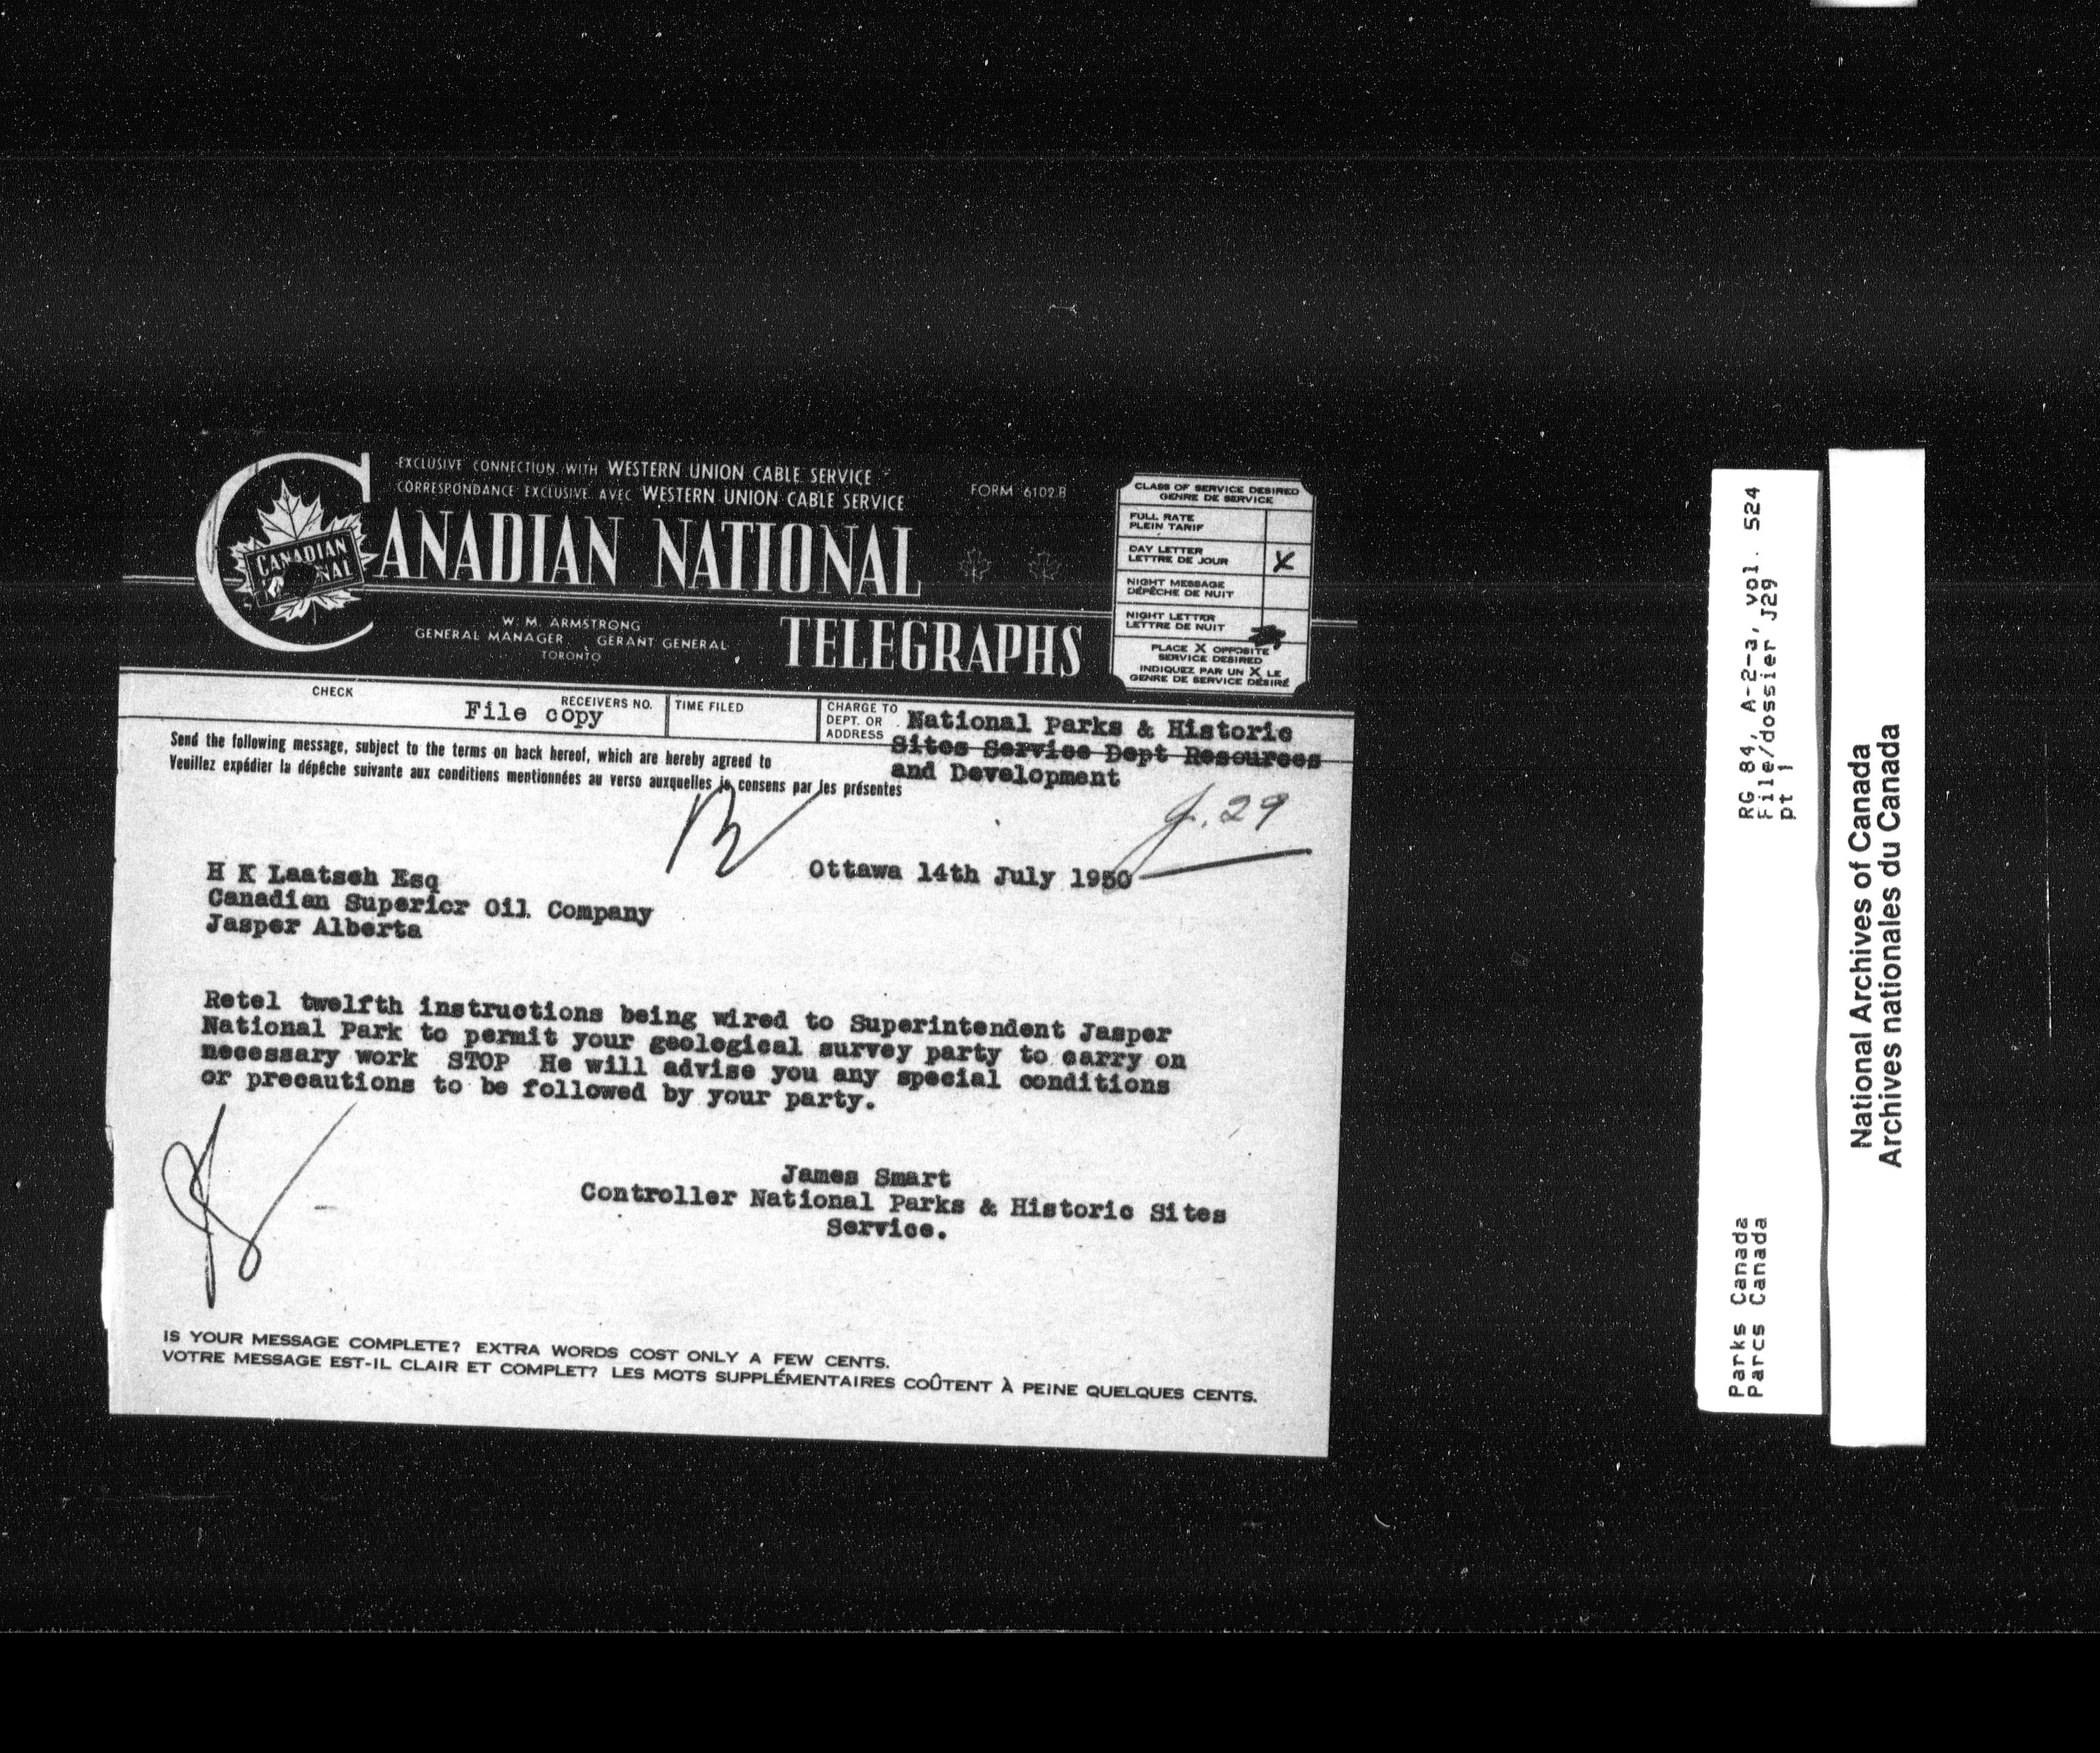 EXCLUSIVE CONNECTION WITH WESTERN UNION CABLE SERVICE
CORRESPONDANCE EXCLUSIVE AVEC WESTERN UNION CABLE SERVICE
FORM 6102 B
CANADIAN NATIONAL
TELEGRAPHS
CANADIAN
W. M. ARMSTRONG
GENERAL MANAGER GÉRANT GÉNÉRAL
TORONTO
CLASS OF SERVICE DESIRED
GENRE DE SERVICE
FULL RATE
PLEIN TARIF
DAY LETTER
LETTRE DE JOUR X
NIGHT MESSAGE
DÉPÊCHE DE NUIT
NIGHT LETTER
LETTRE DE NUIT
PLACE X OPPOSITE
SERVICE DESIRED
INDIQUEZ PAR UN X LE
GENRE DE SERVICE DÉSIRÉ
CHECK
File copy
RECEIVERS NO.
TIME FILED
CHARGE TO
DEPT. OR
ADDRESS
National Parks & Historic
Sites Service Dept Resources
and Development
Send the following message, subject to the terms on back hereof, which are hereby agreed to
Veuillez expédier la dépêche suivante aux conditions mentionnées au verso auxquelles je consens par les présentes
J. 29
Ottawa 14th July 1950
H K Laatsch Esq
Canadian Superior Oil Company
Jasper Alberta
Retel twelfth instructions being wired to Superintendent Jasper
National Park to permit your geological survey party to carry on
necessary work STOP He will advise you any special conditions
or precautions to be followed by your party.
James Smart
Controller National Parks & Historic Sites
Service.
IS YOUR MESSAGE COMPLETE? EXTRA WORDS COST ONLY A FEW CENTS.
VOTRE MESSAGE EST-IL CLAIR ET COMPLET? LES MOTS SUPPLÉMENTAIRES COÛTENT À PEINE QUELQUES CENTS.
RG 84, A-2-a, vol. 524
File/dossier J29
pt 1
Parks Canada
Parcs Canada
National Archives of Canada
Archives nationales du Canada